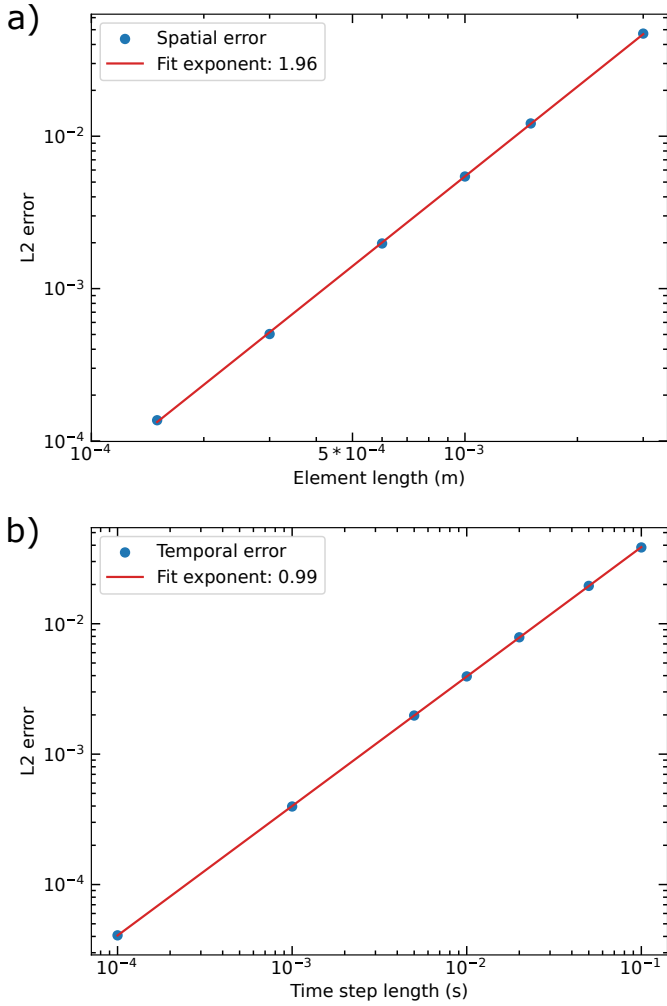 a)
Spatial error
Fit exponent: 1.96
10⁻²
10⁻³
10⁻⁴
L2 error
10⁻⁴
5 * 10⁻⁴
10⁻³
Element length (m)
b)
Temporal error
Fit exponent: 0.99
10⁻²
10⁻³
10⁻⁴
L2 error
10⁻⁴
10⁻³
10⁻²
10⁻¹
Time step length (s)